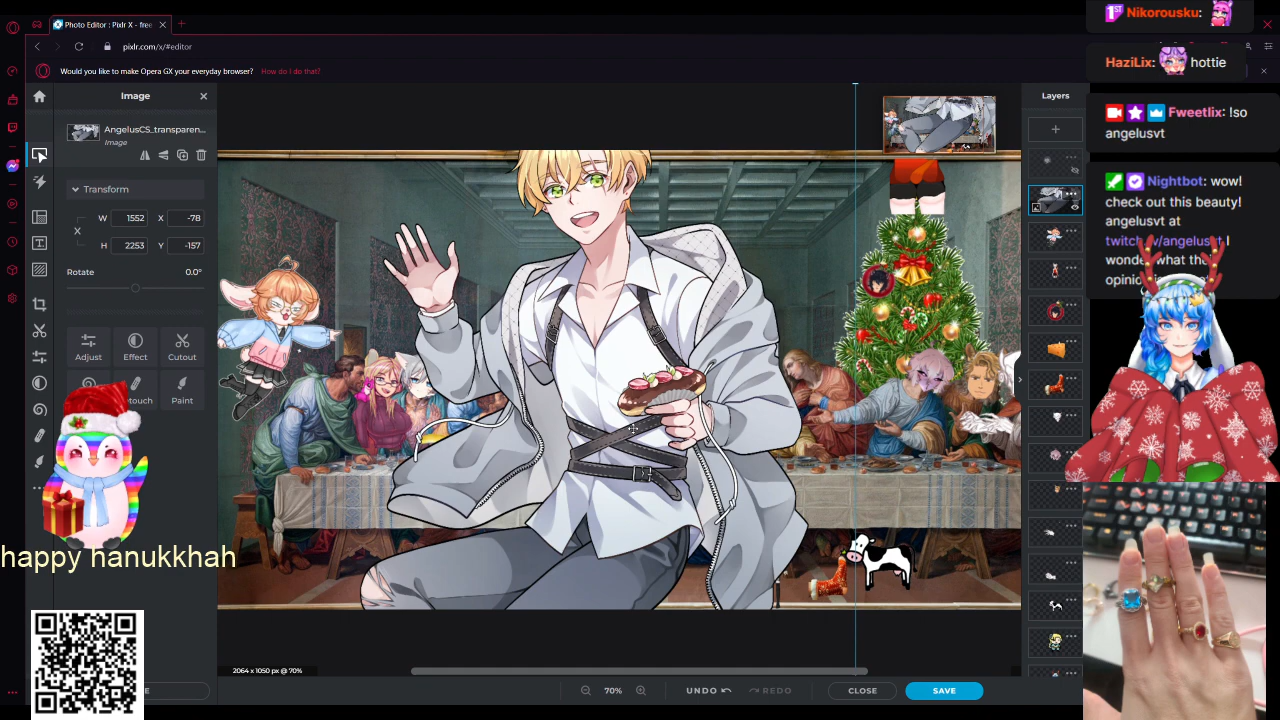 Photo Editor : Pixlr X - free
pixlr.com/x/#editor
Would you like to make Opera GX your everyday browser? How do I do that?
Image
AngelusCS_transparen...
Image
Transform
W 1552 X -78
X
H 2253 Y -157
Rotate 0.0°
Adjust
Effect
Cutout
Paint
happy hanukkhah
2064 x 1050 px @ 70%
70%
UNDO
REDO
CLOSE
SAVE
Layers
1ST Nikorousku:
HaziLix: hottie
Fweetlix: !so
angelusvt
Nightbot: wow!
check out this beauty!
angelusvt at